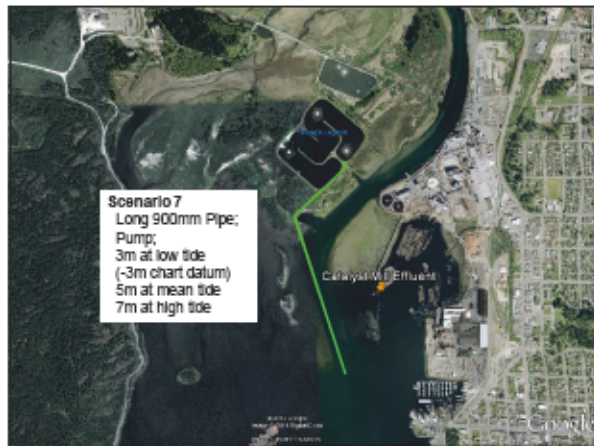 Scenario 7
Long 900mm Pipe;
Pump;
3m at low tide
(-3m chart datum)
5m at mean tide
7m at high tide
Catalyst Mill Effluent
Google